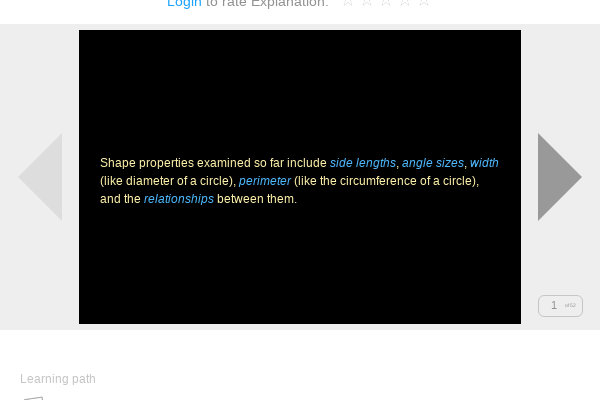 Login to rate Explanation:
Shape properties examined so far include side lengths, angle sizes, width
(like diameter of a circle), perimeter (like the circumference of a circle),
and the relationships between them.
1
Learning path